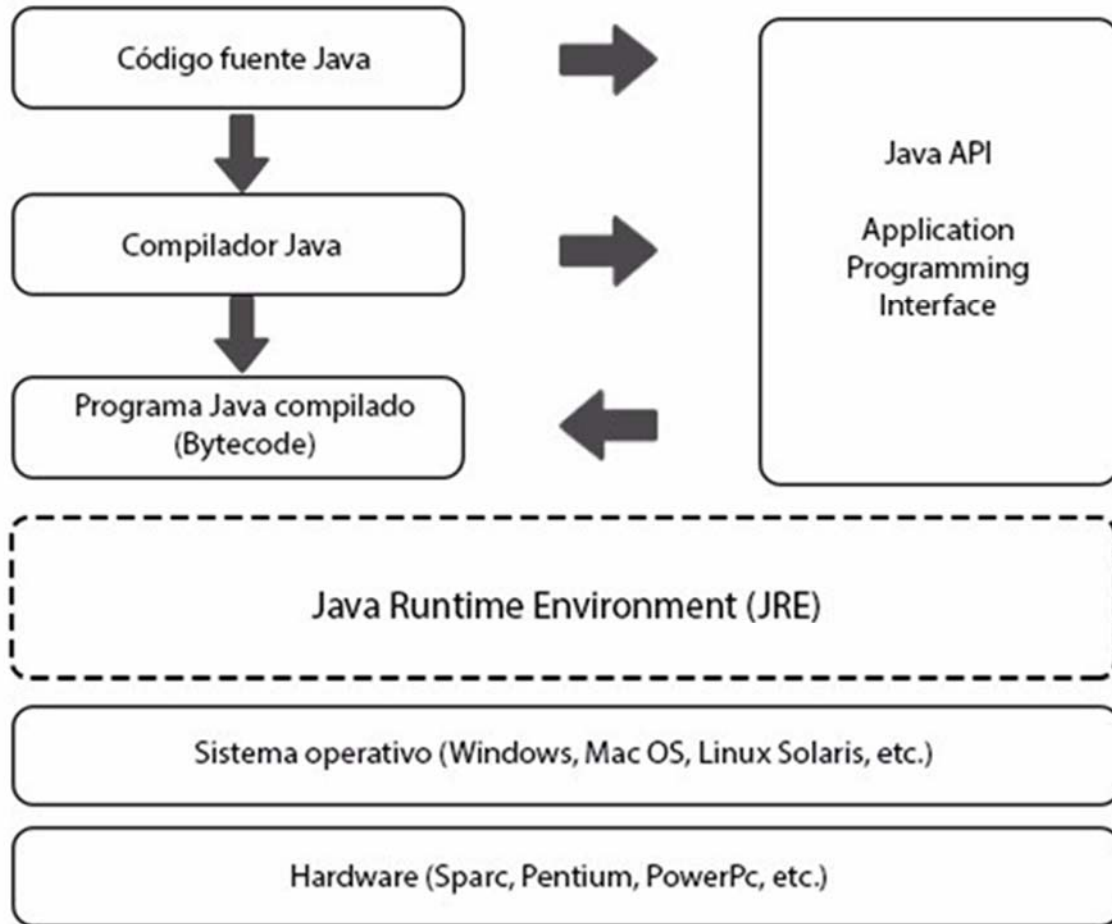 Código fuente Java
Compilador Java
Programa Java compilado
(Bytecode)
Java API
Application
Programming
Interface
Java Runtime Environment (JRE)
Sistema operativo (Windows, Mac OS, Linux Solaris, etc.)
Hardware (Sparc, Pentium, PowerPc, etc.)